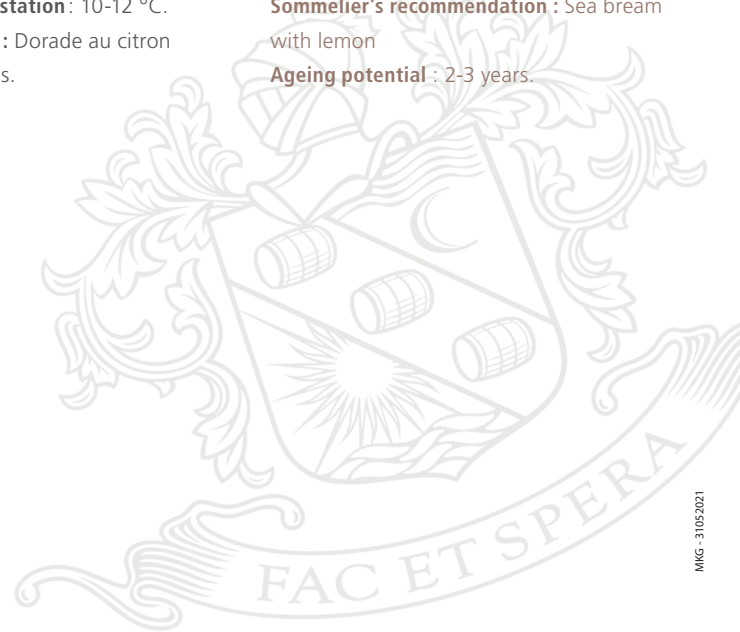 station : 10-12 °C.
: Dorade au citron
s.
Sommelier's recommendation : Sea bream
with lemon
Ageing potential : 2-3 years.
MKG - 31052021
FAC ET SPERA